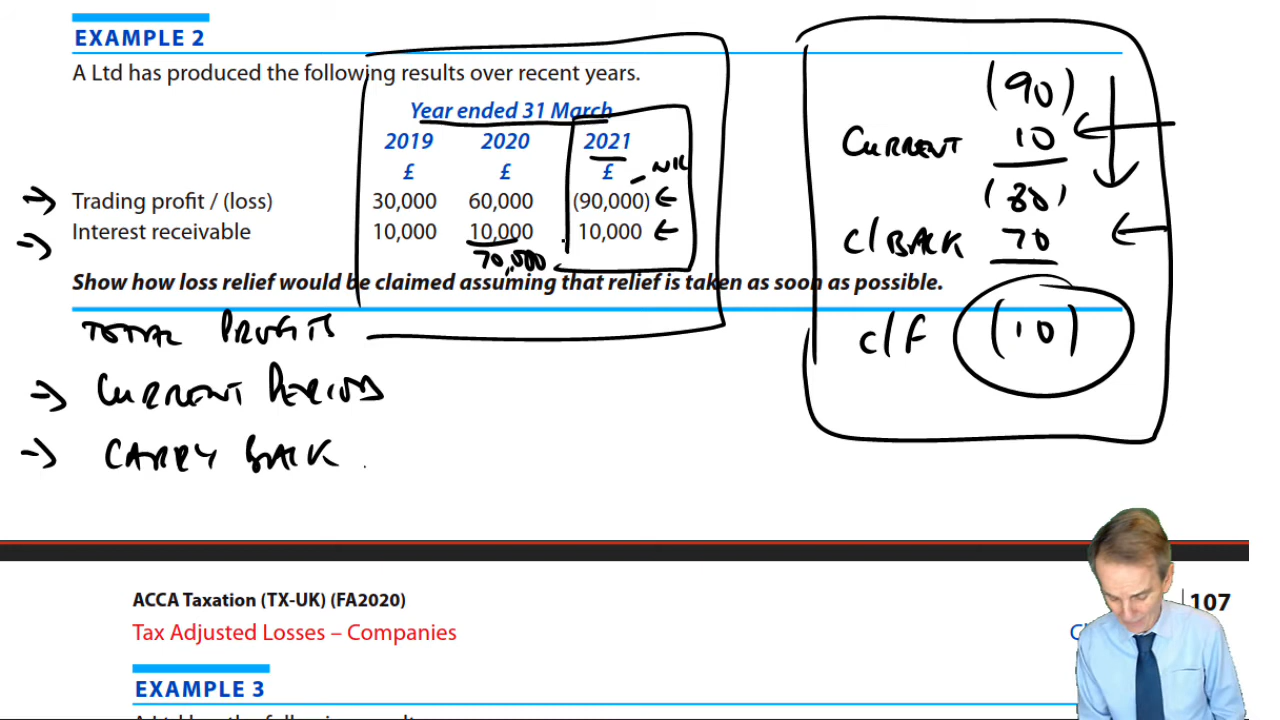 EXAMPLE 2
A Ltd has produced the following results over recent years.
Year ended 31 March
2019 2020 2021
£ £ £
NIL
Trading profit / (loss) 30,000 60,000 (90,000)
Interest receivable 10,000 10,000 10,000
70,000
Show how loss relief would be claimed assuming that relief is taken as soon as possible.
TOTAL PROFITS
→ CURRENT PERIOD
→ CARRY BACK
(90)
CURRENT 10
(80)
C/BACK 70
C/F (10)
ACCA Taxation (TX-UK) (FA2020)
107
Tax Adjusted Losses – Companies
EXAMPLE 3